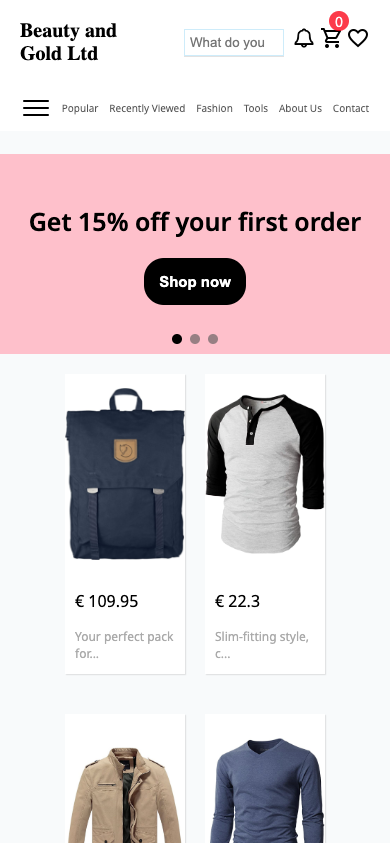 Beauty and
Gold Ltd
What do you
0
Popular Recently Viewed Fashion Tools About Us Contact
Get 15% off your first order
Shop now
€ 109.95
Your perfect pack
for...
€ 22.3
Slim-fitting style,
c...